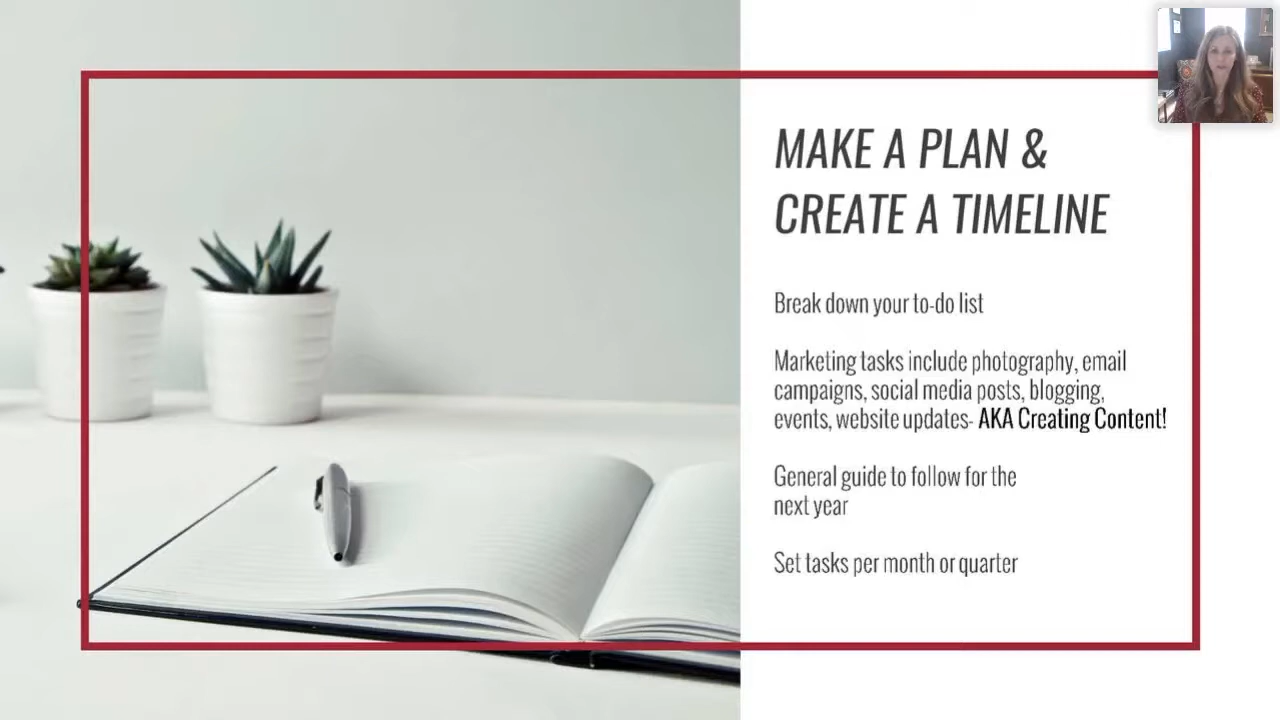 MAKE A PLAN &
CREATE A TIMELINE
Break down your to-do list
Marketing tasks include photography, email
campaigns, social media posts, blogging,
events, website updates- AKA Creating Content!
General guide to follow for the
next year
Set tasks per month or quarter